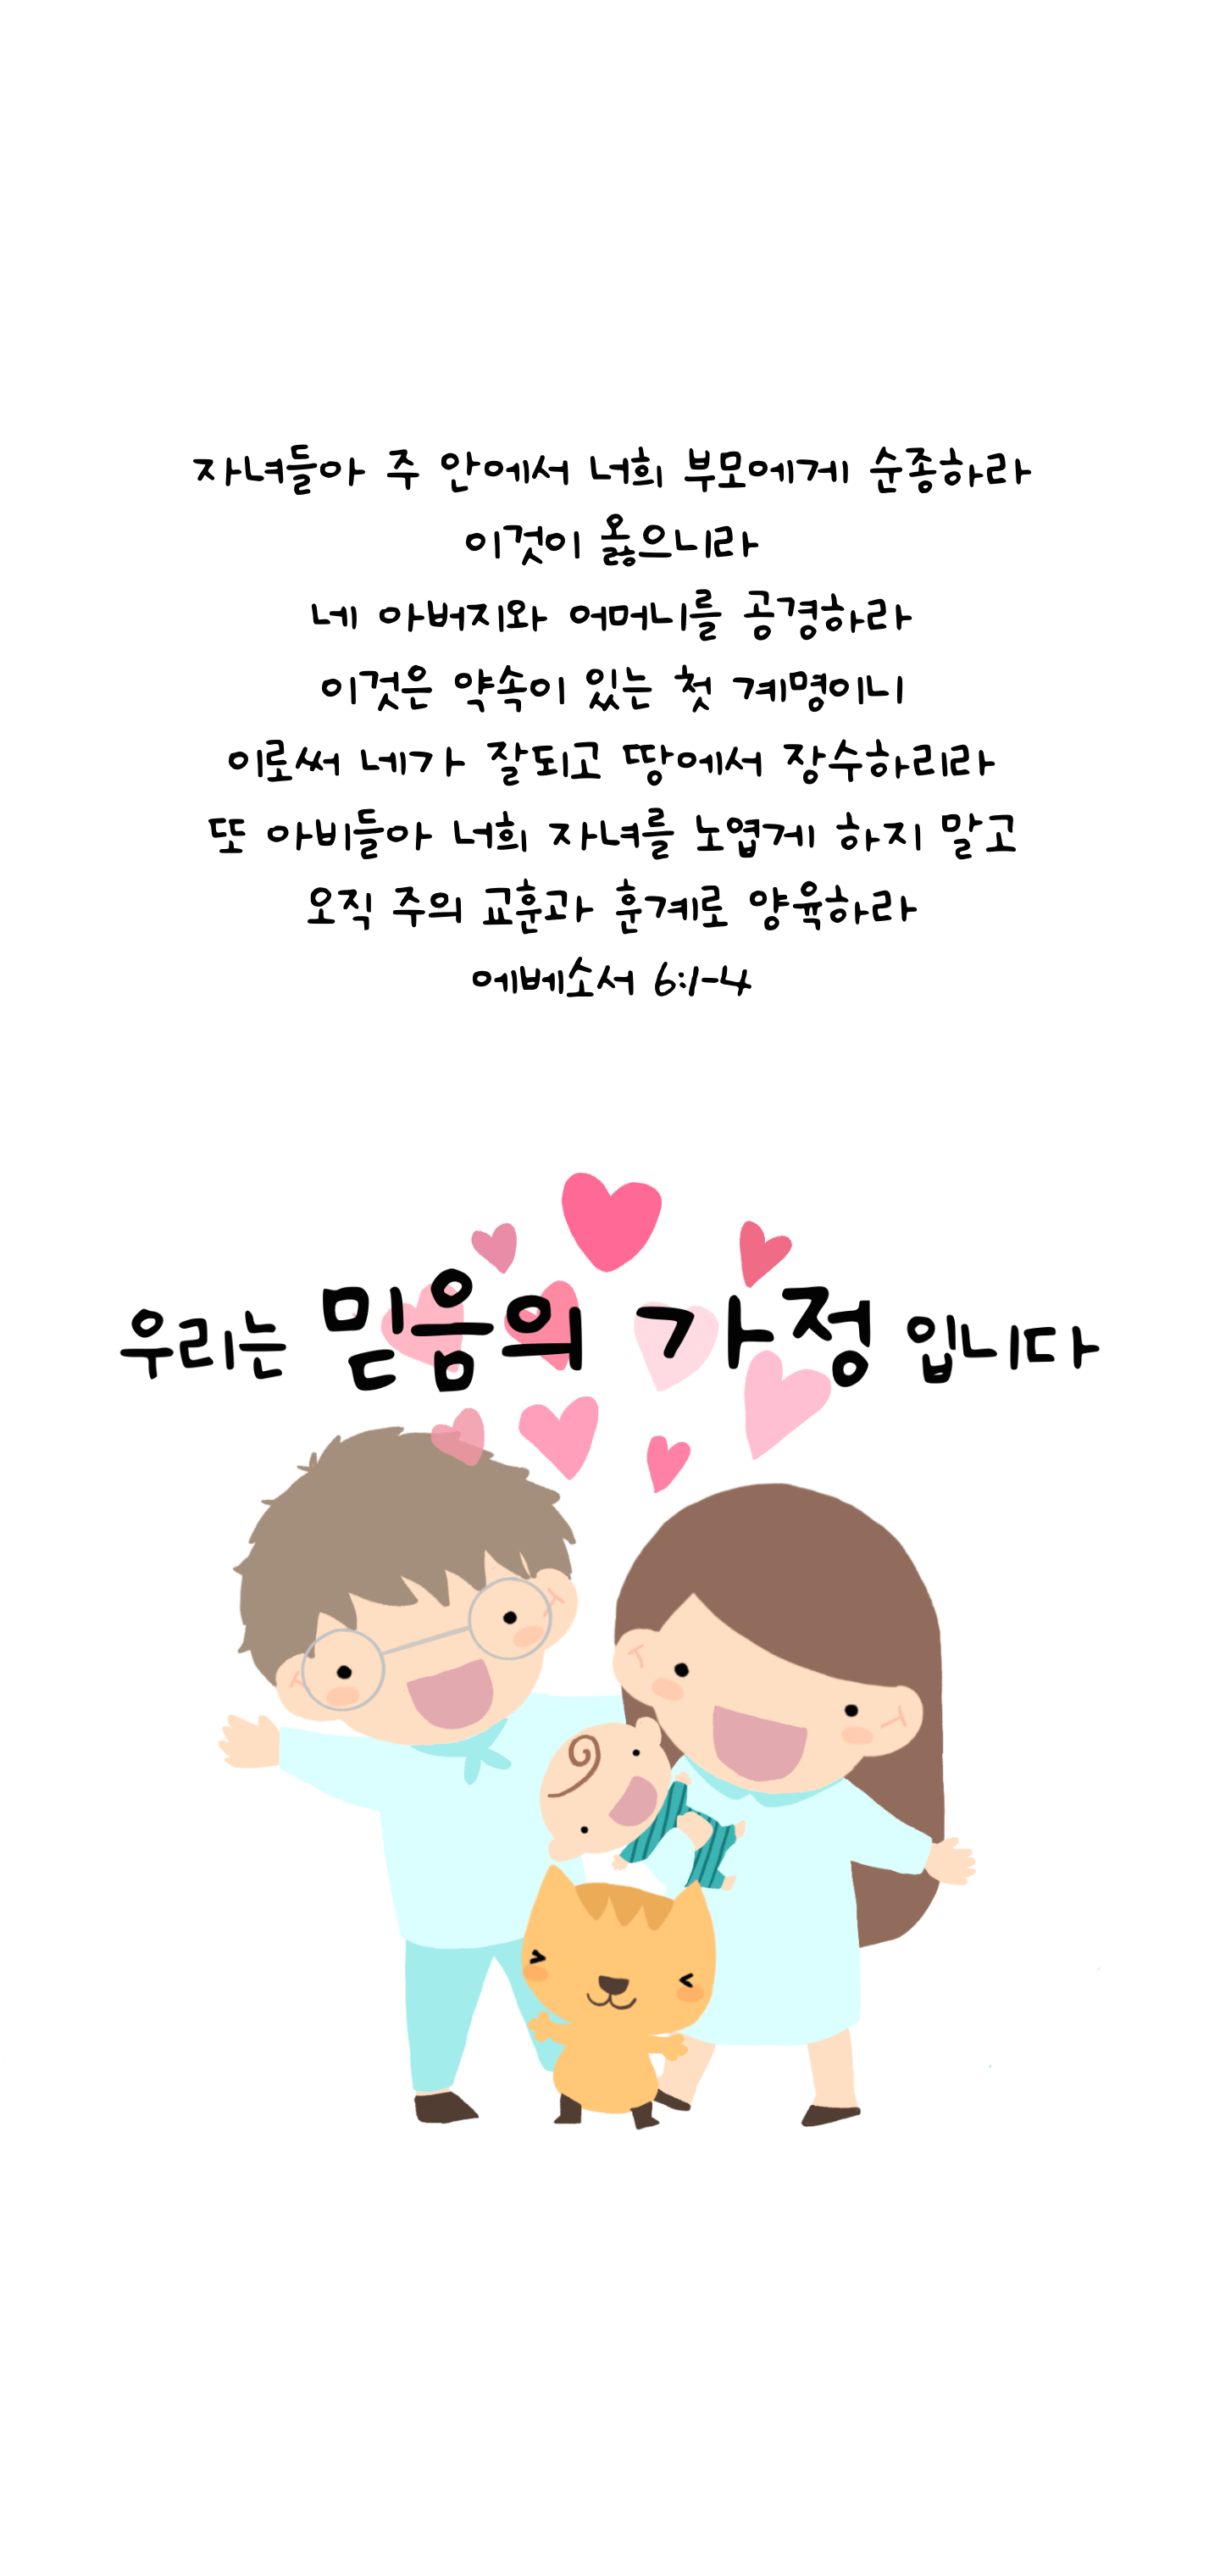 자녀들아 주 안에서 너희 부모에게 순종하라
이것이 옳으니라
네 아버지와 어머니를 공경하라
이것은 약속이 있는 첫 계명이니
이로써 네가 잘되고 땅에서 장수하리라
또 아비들아 너희 자녀를 노엽게 하지 말고
오직 주의 교훈과 훈계로 양육하라
에베소서 6:1-4
우리는 믿음의 가정 입니다